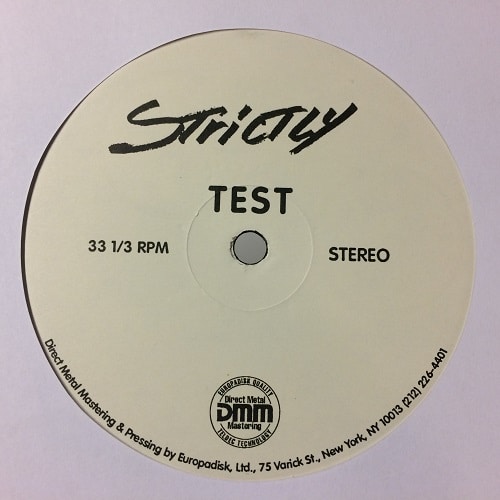 STRICTLY
TEST
33 1/3 RPM
STEREO
EUROPADISK QUALITY
Direct Metal
DMM
Mastering
TELDEC TECHNOLOGY
Direct Metal Mastering & Pressing by Europadisk, Ltd., 75 Varick St., New York, NY 10013 (212) 226-4401